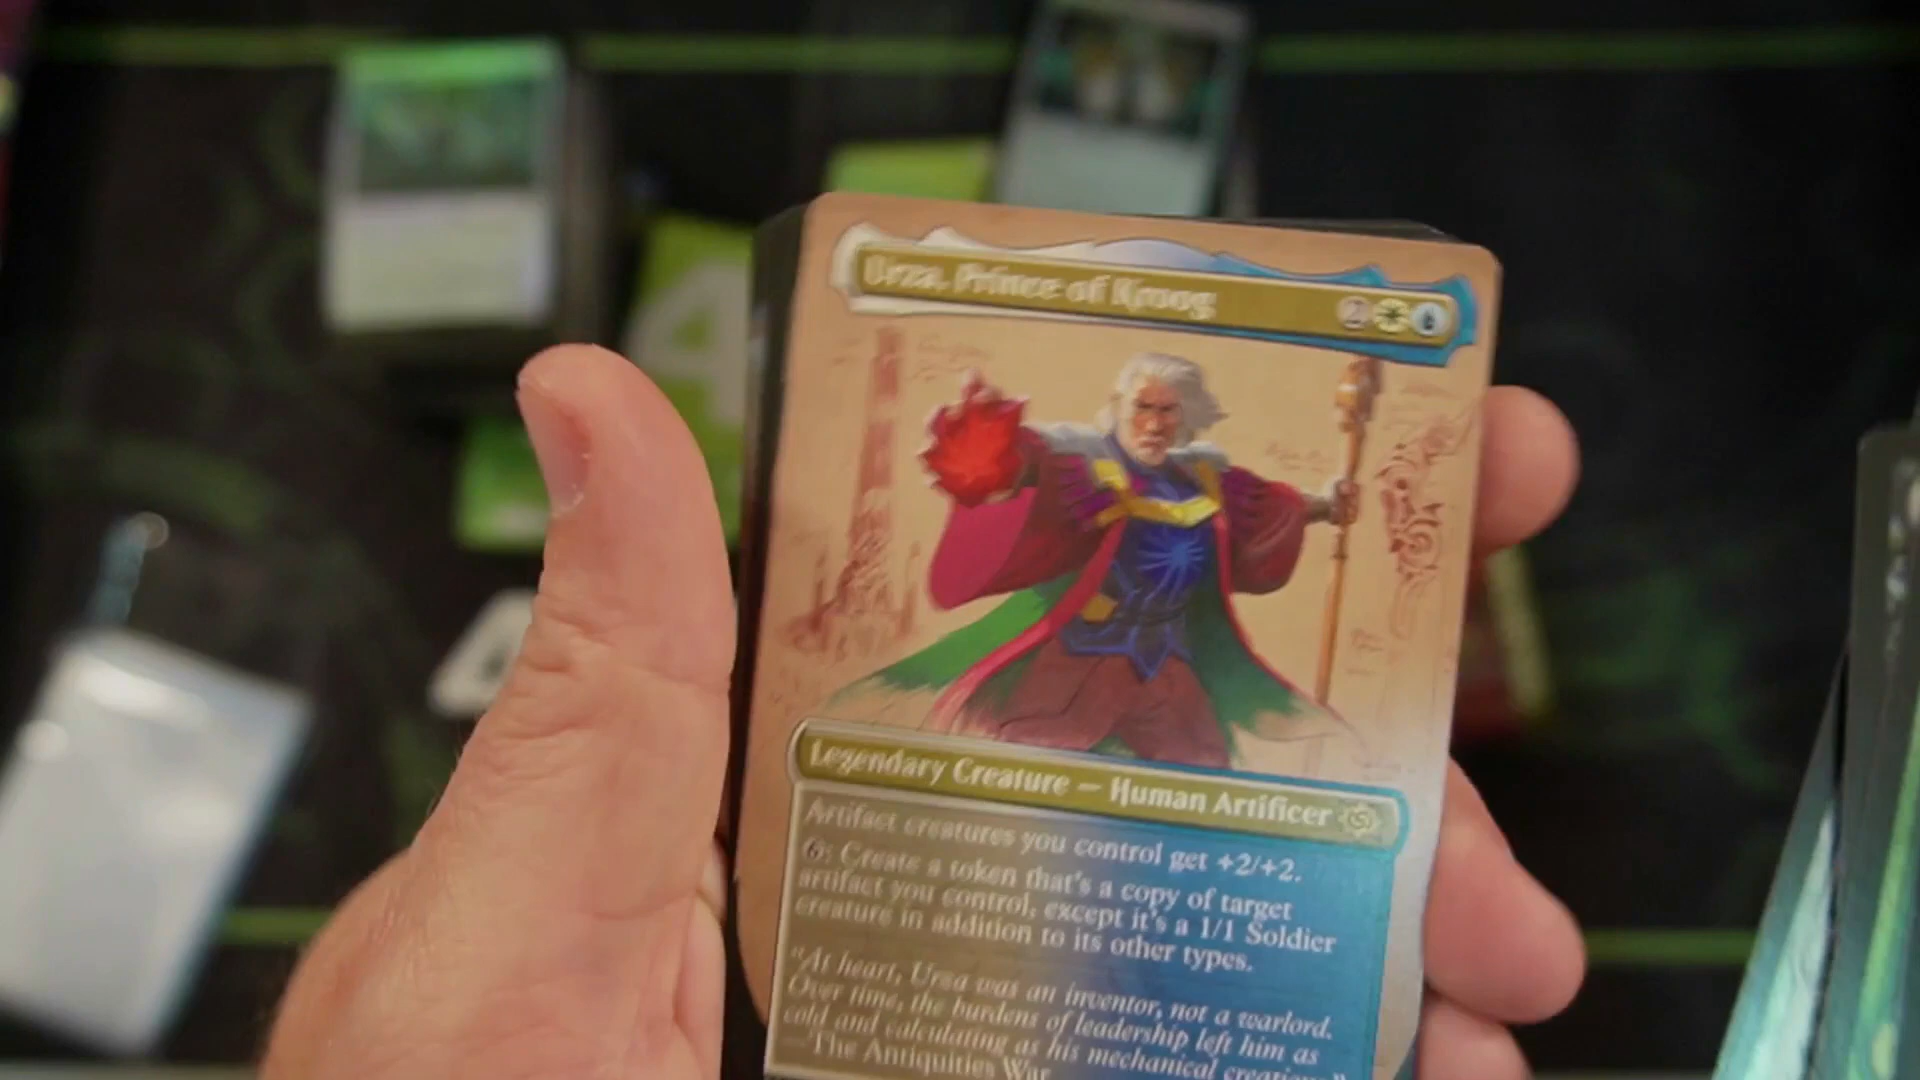 Urza, Prince of Kroog
2
Legendary Creature — Human Artificer
Artifact creatures you control get +2/+2.
6: Create a token that's a copy of target
artifact you control, except it's a 1/1 Soldier
creature in addition to its other types.
"At heart, Urza was an inventor, not a warlord.
Over time, the burdens of leadership left him as
cold and calculating as his mechanical creations."
—The Antiquities War
4